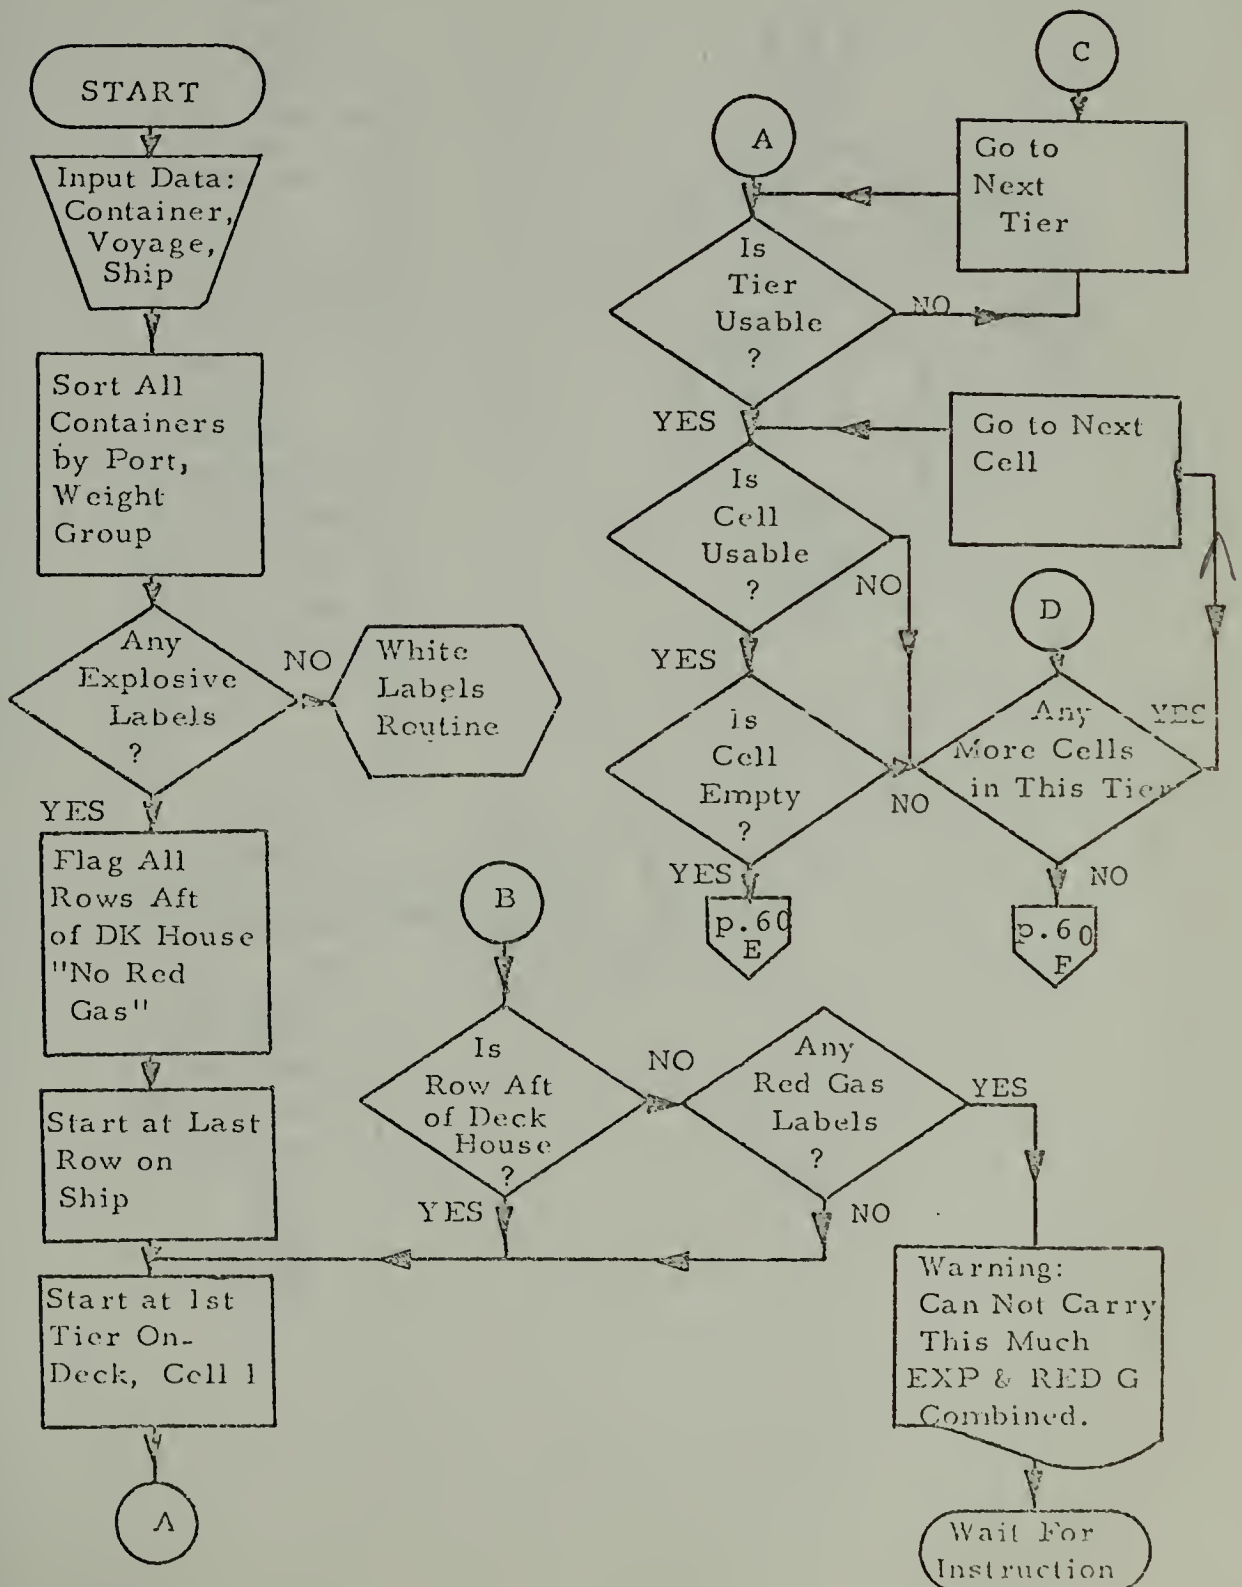 START
Input Data:
Container,
Voyage,
Ship
Sort All
Containers
by Port,
Weight
Group
Any
Explosive
Labels
?
NO
White
Labels
Routine
YES
Flag All
Rows Aft
of DK House
"No Red
Gas"
Start at Last
Row on
Ship
Start at 1st
Tier On-
Deck, Cell 1
A
B
Is
Row Aft
of Deck
House
?
YES
NO
Any
Red Gas
Labels
?
NO
YES
Warning:
Can Not Carry
This Much
EXP & RED G
Combined.
Wait For
Instruction
C
Go to
Next
Tier
A
Is
Tier
Usable
?
NO
YES
Go to Next
Cell
Is
Cell
Usable
?
NO
YES
Is
Cell
Empty
?
NO
YES
p.60
E
D
Any
More Cells
in This Tier
YES
NO
p.60
F